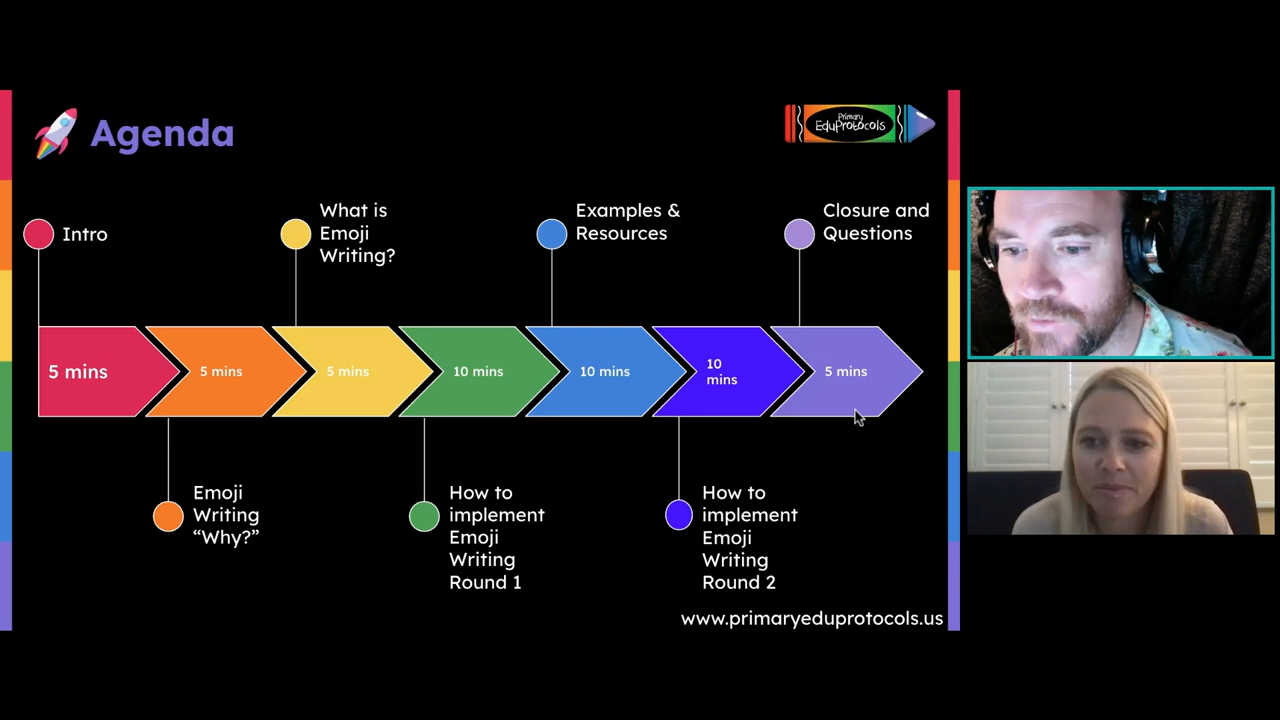 Agenda
Primary
EduProtocols
Intro
What is
Emoji
Writing?
Examples &
Resources
Closure and
Questions
5 mins
5 mins
5 mins
10 mins
10 mins
10
mins
5 mins
Emoji
Writing
“Why?”
How to
implement
Emoji
Writing
Round 1
How to
implement
Emoji
Writing
Round 2
www.primaryeduprotocols.us